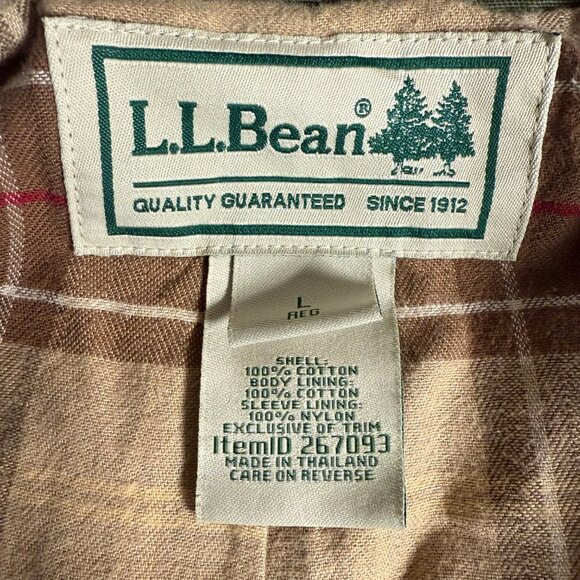 L.L.Bean®
QUALITY GUARANTEED SINCE 1912
L
REG
SHELL:
100% COTTON
BODY LINING:
100% COTTON
SLEEVE LINING:
100% NYLON
EXCLUSIVE OF TRIM
ItemID 267093
MADE IN THAILAND
CARE ON REVERSE